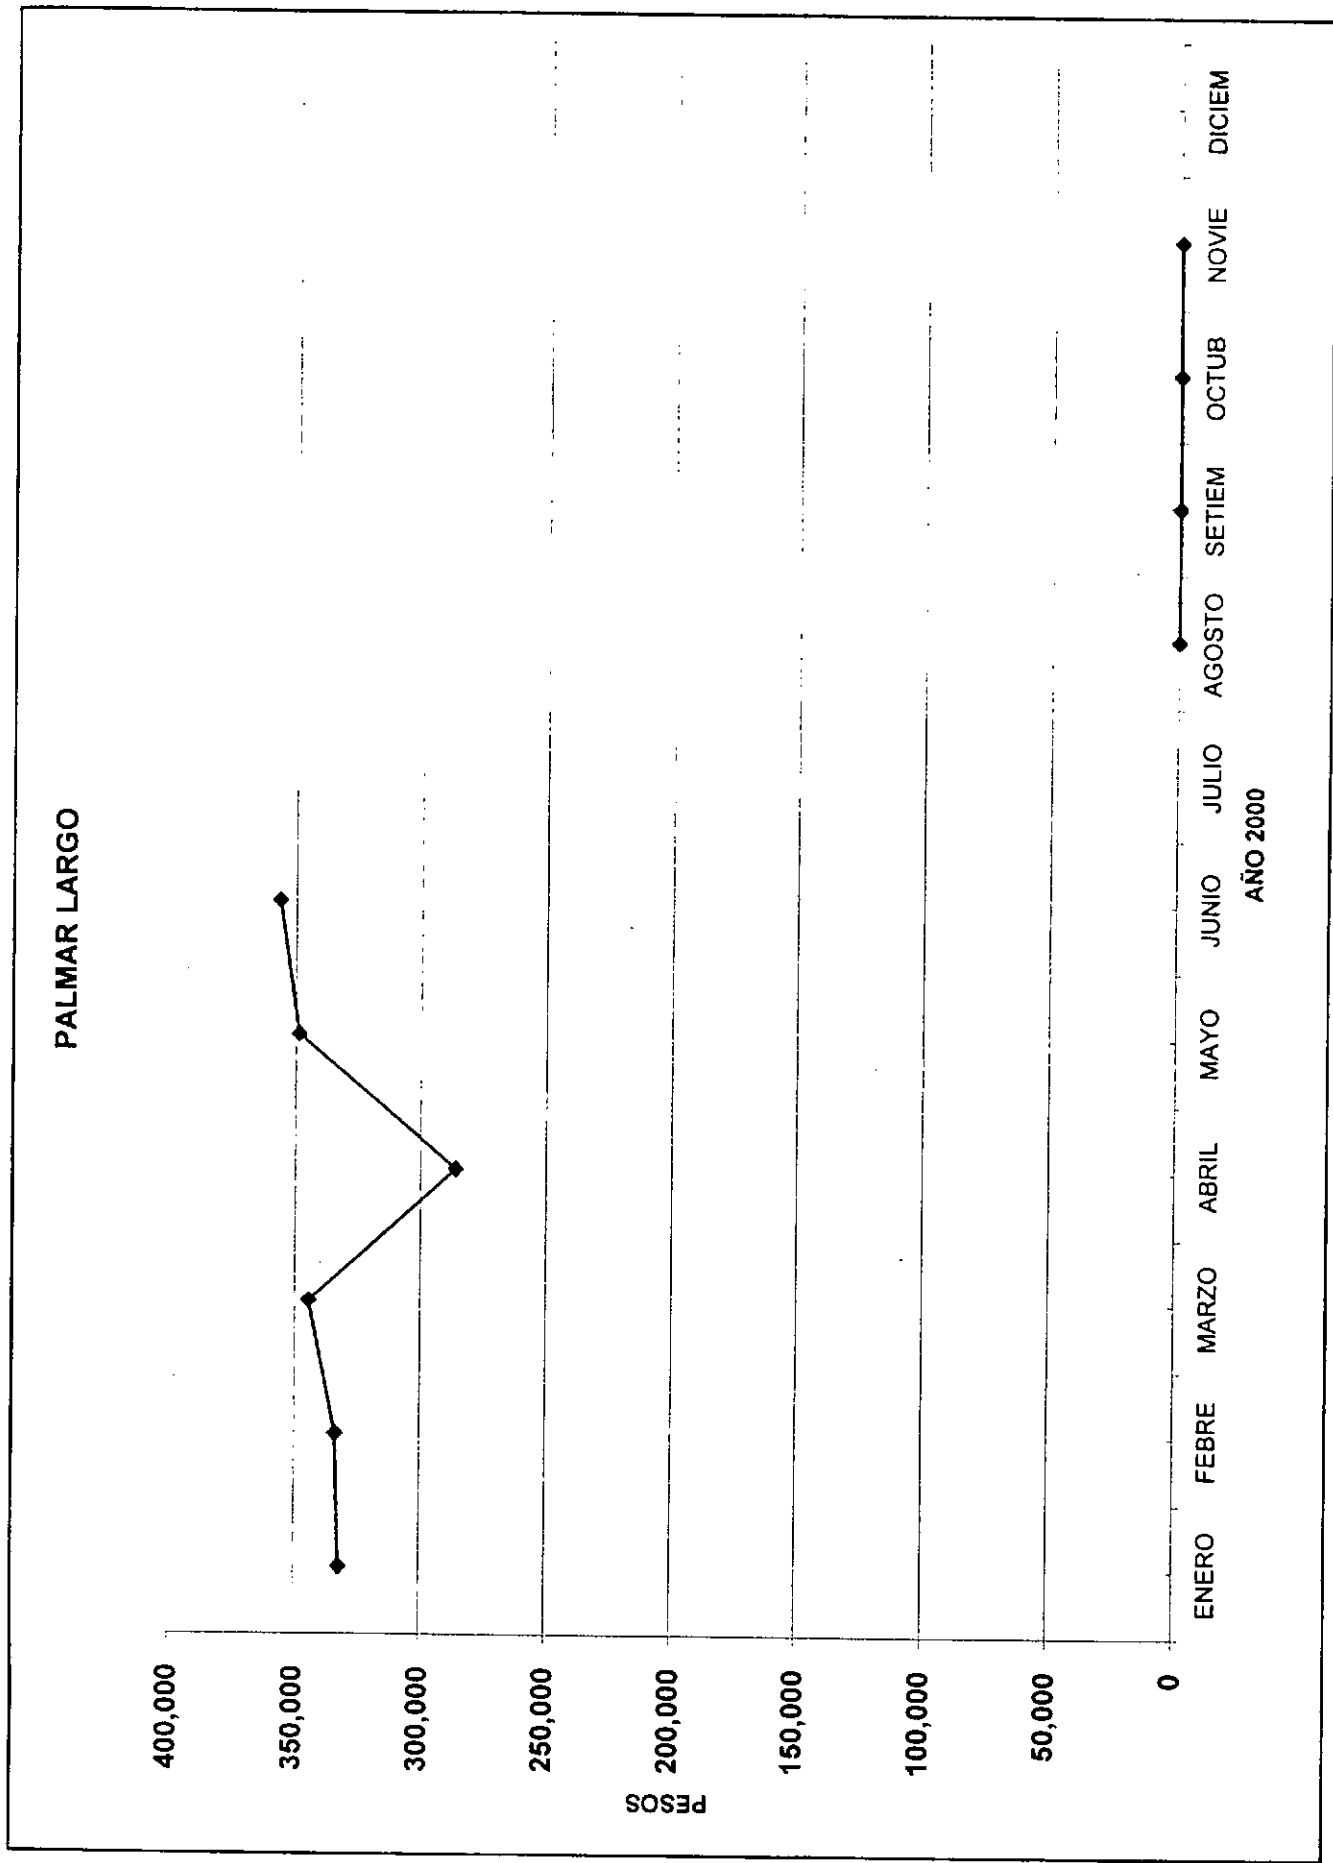 PALMAR LARGO
PESOS
400,000
350,000
300,000
250,000
200,000
150,000
100,000
50,000
0
ENERO FEBRE MARZO ABRIL MAYO JUNIO JULIO AGOSTO SETIEM OCTUB NOVIE DICIEM
AÑO 2000